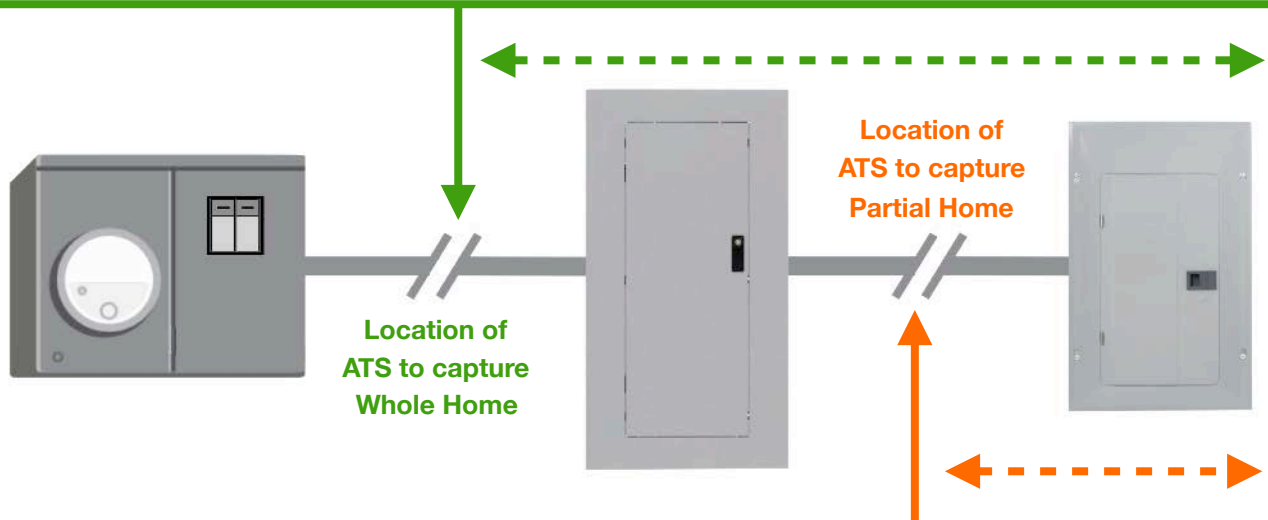 Location of
ATS to capture
Whole Home
Location of
ATS to capture
Partial Home